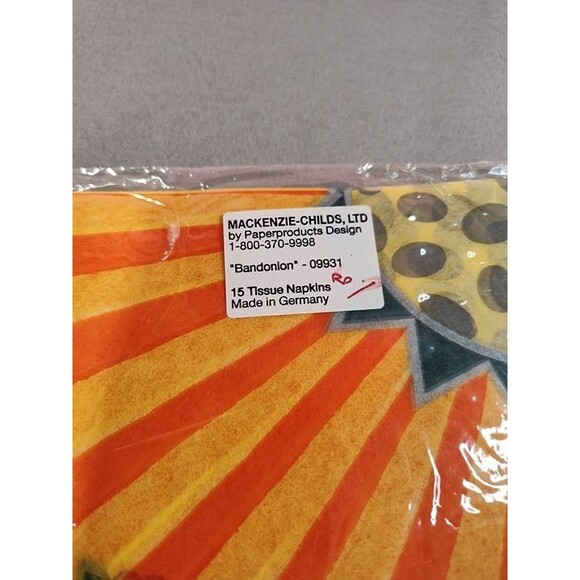 MACKENZIE-CHILDS, LTD
by Paperproducts Design
1-800-370-9998
"Bandonion" - 09931
15 Tissue Napkins
Made in Germany